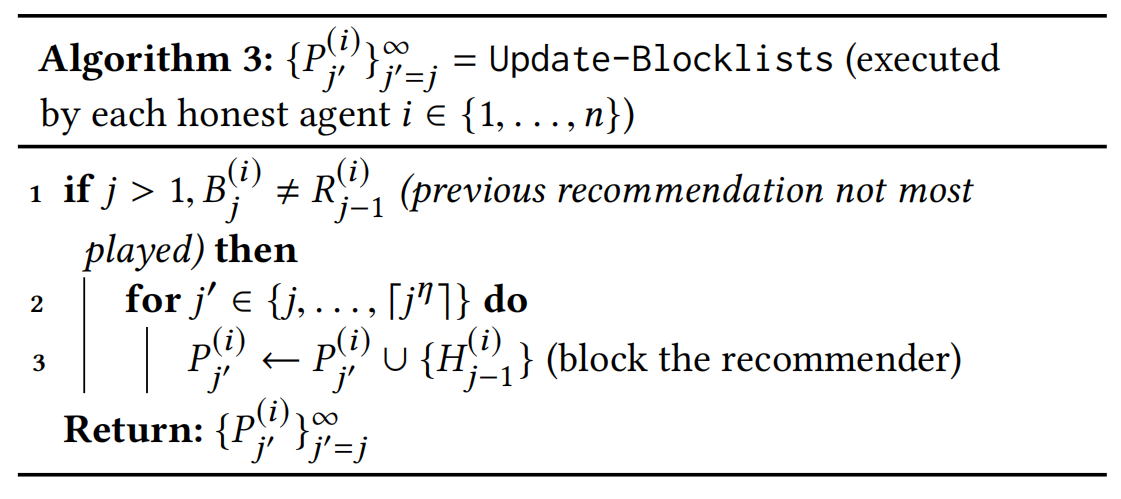 Algorithm 3: $\{P_{j'}^{(i)}\}_{j'=j}^{\infty}$ = Update-Blocklists (executed
by each honest agent $i \in \{1, \ldots, n\}$)
1 if $j > 1, B_j^{(i)} \neq R_{j-1}^{(i)}$ (previous recommendation not most
played) then
2 for $j' \in \{j, \ldots, \lceil j^\eta \rceil\}$ do
3 $P_{j'}^{(i)} \leftarrow P_{j'}^{(i)} \cup \{H_{j-1}^{(i)}\}$ (block the recommender)
Return: $\{P_{j'}^{(i)}\}_{j'=j}^{\infty}$